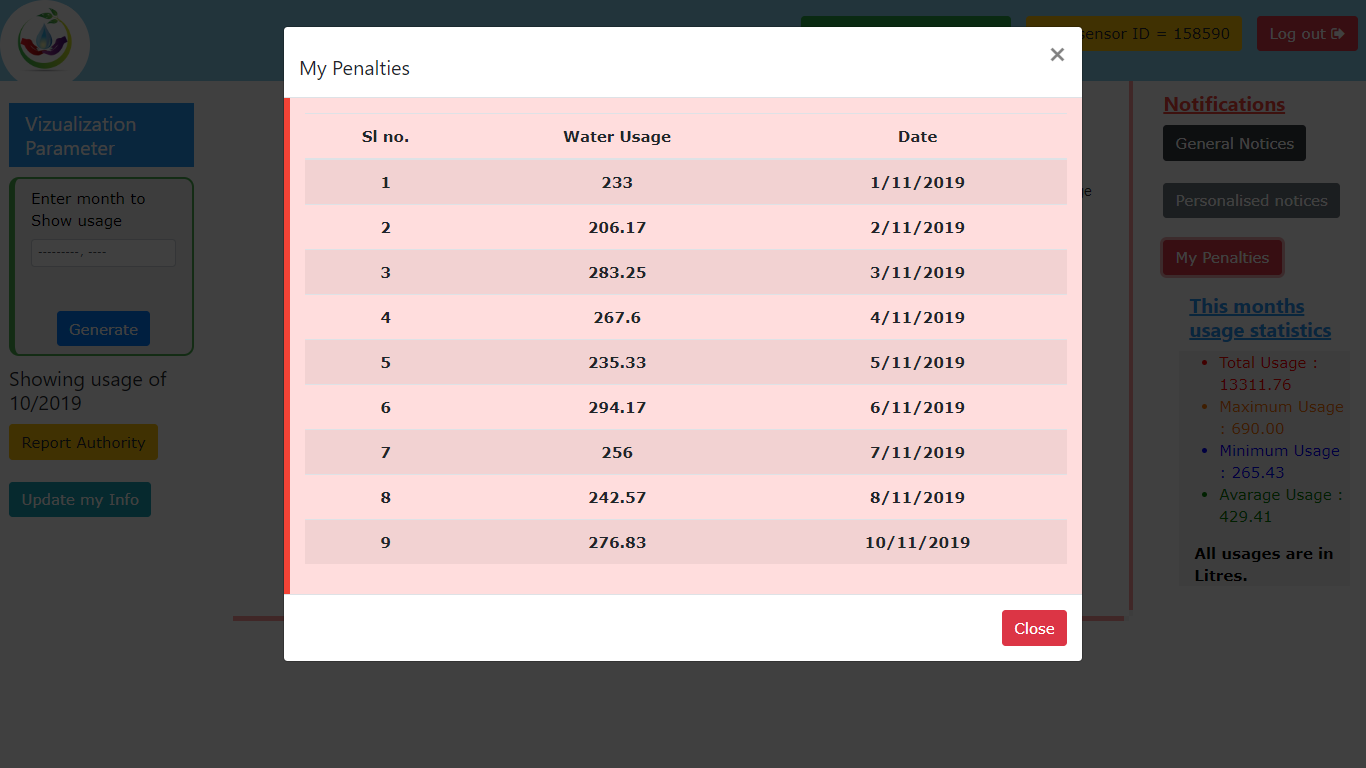 sensor ID = 158590
Log out
My Penalties
×
Sl no. Water Usage Date
1 233 1/11/2019
2 206.17 2/11/2019
3 283.25 3/11/2019
4 267.6 4/11/2019
5 235.33 5/11/2019
6 294.17 6/11/2019
7 256 7/11/2019
8 242.57 8/11/2019
9 276.83 10/11/2019
Close
Vizualization
Parameter
Enter month to
Show usage
---------, ----
Generate
Showing usage of
10/2019
Report Authority
Update my Info
Notifications
General Notices
Personalised notices
My Penalties
This months
usage statistics
Total Usage :
13311.76
Maximum Usage
: 690.00
Minimum Usage
: 265.43
Avarage Usage :
429.41
All usages are in
Litres.